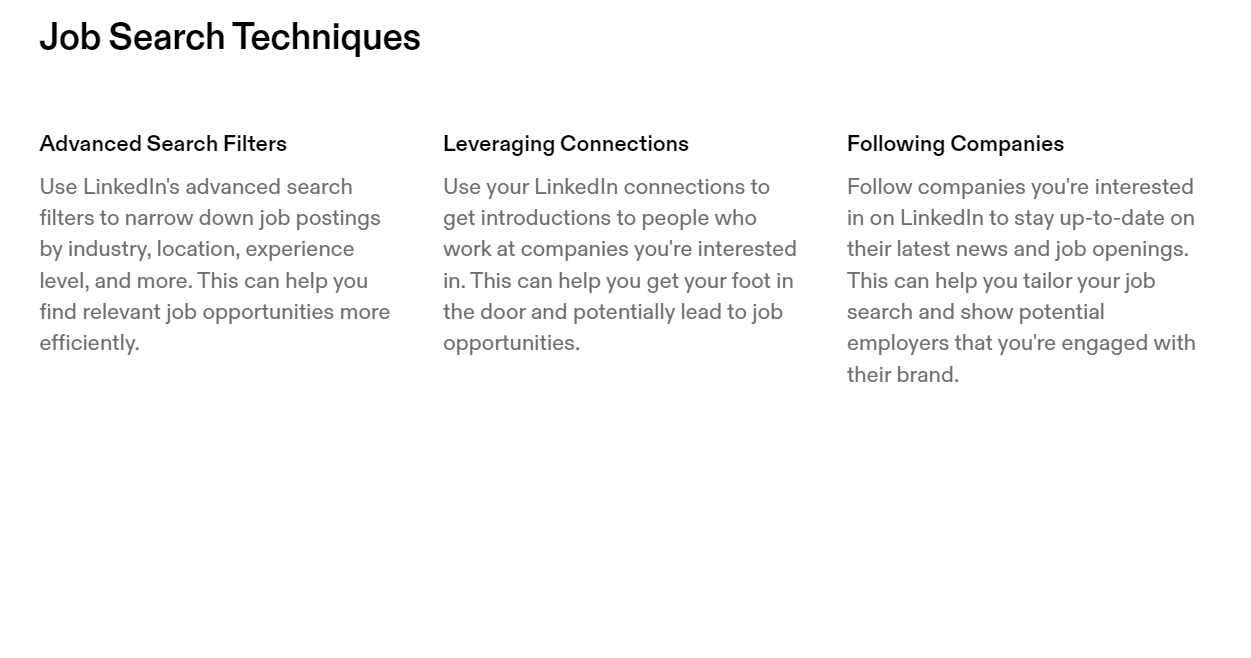 Job Search Techniques
Advanced Search Filters
Use LinkedIn's advanced search
filters to narrow down job postings
by industry, location, experience
level, and more. This can help you
find relevant job opportunities more
efficiently.
Leveraging Connections
Use your LinkedIn connections to
get introductions to people who
work at companies you're interested
in. This can help you get your foot in
the door and potentially lead to job
opportunities.
Following Companies
Follow companies you're interested
in on LinkedIn to stay up-to-date on
their latest news and job openings.
This can help you tailor your job
search and show potential
employers that you're engaged with
their brand.